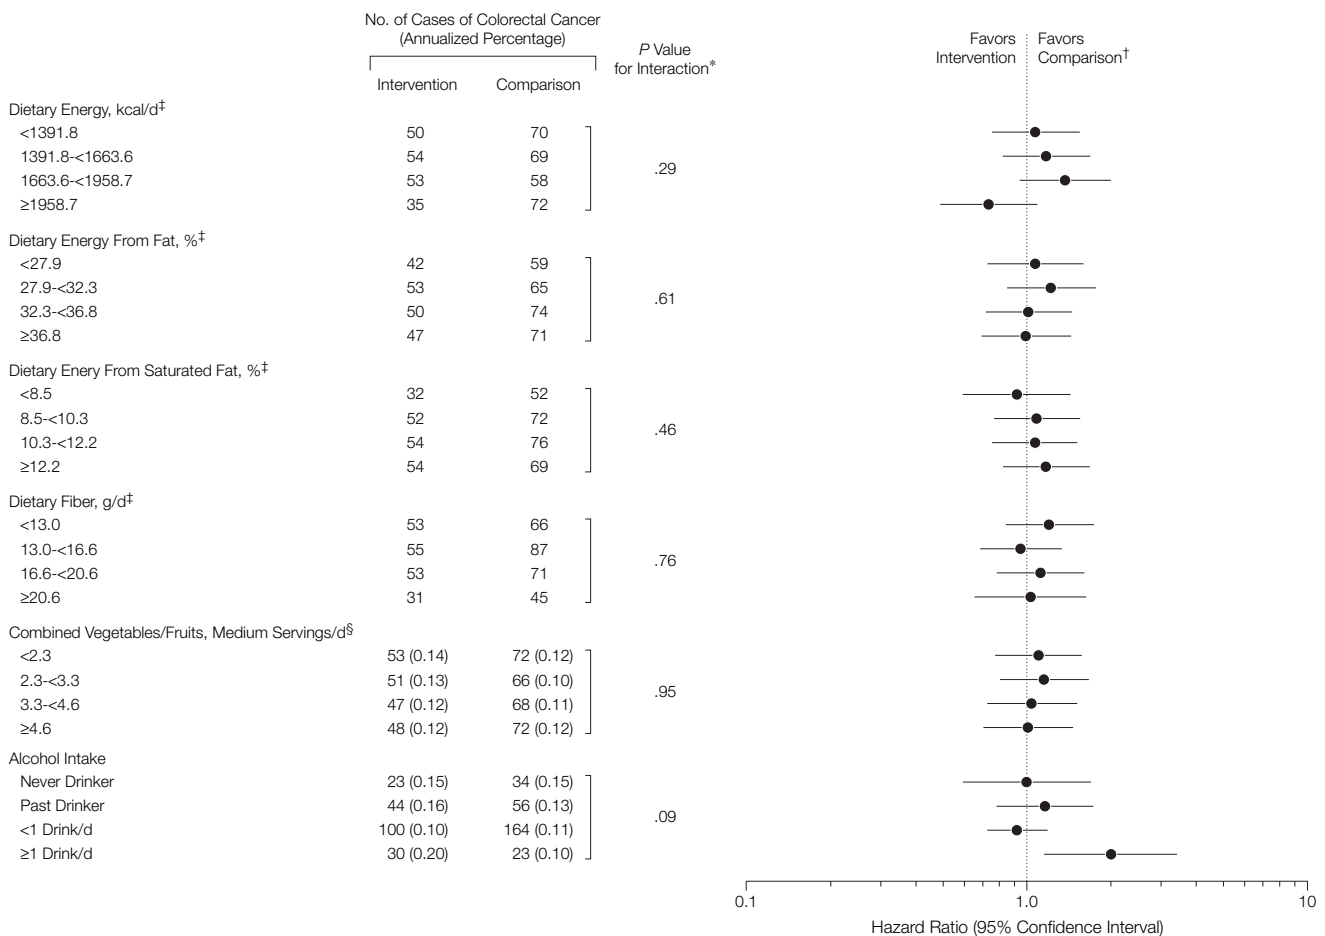 No. of Cases of Colorectal Cancer
(Annualized Percentage)
P Value
for Interaction*
Favors
Intervention
Favors
Comparison†
Intervention Comparison
Dietary Energy, kcal/d‡
<1391.8 50 70
1391.8-<1663.6 54 69
.29
1663.6-<1958.7 53 58
≥1958.7 35 72
Dietary Energy From Fat, %‡
<27.9 42 59
27.9-<32.3 53 65
.61
32.3-<36.8 50 74
≥36.8 47 71
Dietary Enery From Saturated Fat, %‡
<8.5 32 52
8.5-<10.3 52 72
.46
10.3-<12.2 54 76
≥12.2 54 69
Dietary Fiber, g/d‡
<13.0 53 66
13.0-<16.6 55 87
.76
16.6-<20.6 53 71
≥20.6 31 45
Combined Vegetables/Fruits, Medium Servings/d§
<2.3 53 (0.14) 72 (0.12)
2.3-<3.3 51 (0.13) 66 (0.10)
.95
3.3-<4.6 47 (0.12) 68 (0.11)
≥4.6 48 (0.12) 72 (0.12)
Alcohol Intake
Never Drinker 23 (0.15) 34 (0.15)
Past Drinker 44 (0.16) 56 (0.13)
.09
<1 Drink/d 100 (0.10) 164 (0.11)
≥1 Drink/d 30 (0.20) 23 (0.10)
0.1 1.0 10
Hazard Ratio (95% Confidence Interval)